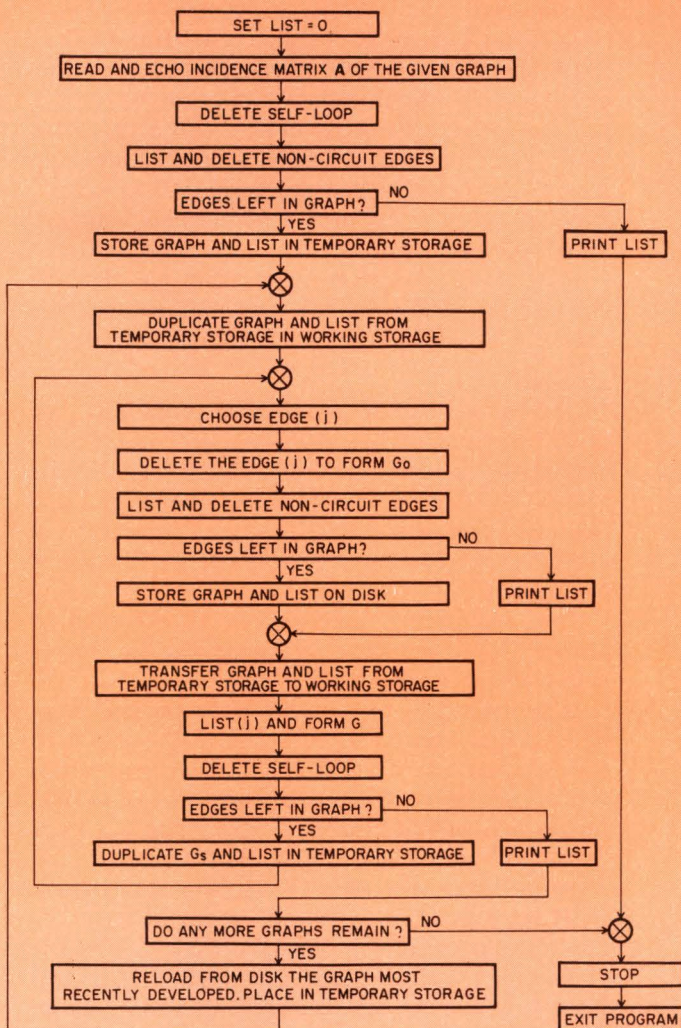 SET LIST = 0
READ AND ECHO INCIDENCE MATRIX A OF THE GIVEN GRAPH
DELETE SELF-LOOP
LIST AND DELETE NON-CIRCUIT EDGES
EDGES LEFT IN GRAPH?
NO
YES
STORE GRAPH AND LIST IN TEMPORARY STORAGE
PRINT LIST
DUPLICATE GRAPH AND LIST FROM
TEMPORARY STORAGE IN WORKING STORAGE
CHOOSE EDGE (j)
DELETE THE EDGE (j) TO FORM Go
LIST AND DELETE NON-CIRCUIT EDGES
EDGES LEFT IN GRAPH?
NO
YES
STORE GRAPH AND LIST ON DISK
PRINT LIST
TRANSFER GRAPH AND LIST FROM
TEMPORARY STORAGE TO WORKING STORAGE
LIST (j) AND FORM G
DELETE SELF-LOOP
EDGES LEFT IN GRAPH ?
NO
YES
DUPLICATE Gs AND LIST IN TEMPORARY STORAGE
PRINT LIST
DO ANY MORE GRAPHS REMAIN ?
NO
YES
RELOAD FROM DISK THE GRAPH MOST
RECENTLY DEVELOPED. PLACE IN TEMPORARY STORAGE
STOP
EXIT PROGRAM